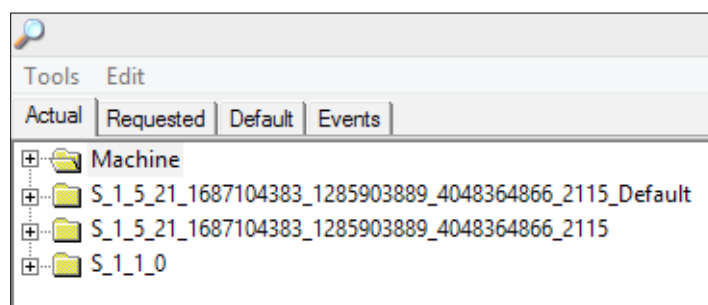 Tools Edit
Actual Requested Default Events
Machine
S_1_5_21_1687104383_1285903889_4048364866_2115_Default
S_1_5_21_1687104383_1285903889_4048364866_2115
S_1_1_0